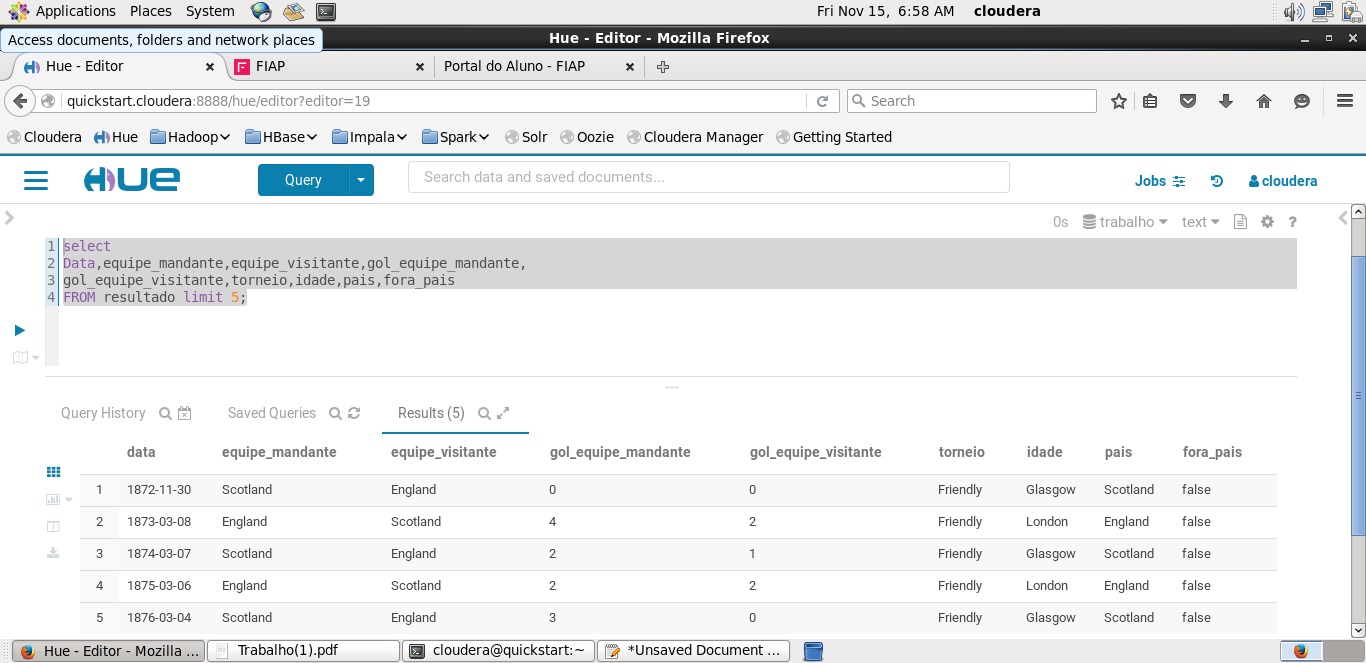 Applications Places System Fri Nov 15, 6:58 AM cloudera
Access documents, folders and network places
Hue - Editor - Mozilla Firefox
Hue - Editor FIAP Portal do Aluno - FIAP
quickstart.cloudera:8888/hue/editor?editor=19 Search
Cloudera Hue Hadoop HBase Impala Spark Solr Oozie Cloudera Manager Getting Started
HUE Query Search data and saved documents... Jobs cloudera
0s trabalho text ?
1 select
2 Data,equipe_mandante,equipe_visitante,gol_equipe_mandante,
3 gol_equipe_visitante,torneio,idade,pais,fora_pais
4 FROM resultado limit 5;
Query History Saved Queries Results (5)
data equipe_mandante equipe_visitante gol_equipe_mandante gol_equipe_visitante torneio idade pais fora_pais
1 1872-11-30 Scotland England 0 0 Friendly Glasgow Scotland false
2 1873-03-08 England Scotland 4 2 Friendly London England false
3 1874-03-07 Scotland England 2 1 Friendly Glasgow Scotland false
4 1875-03-06 England Scotland 2 2 Friendly London England false
5 1876-03-04 Scotland England 3 0 Friendly Glasgow Scotland false
Hue - Editor - Mozilla ... Trabalho(1).pdf cloudera@quickstart:~ *Unsaved Document ...